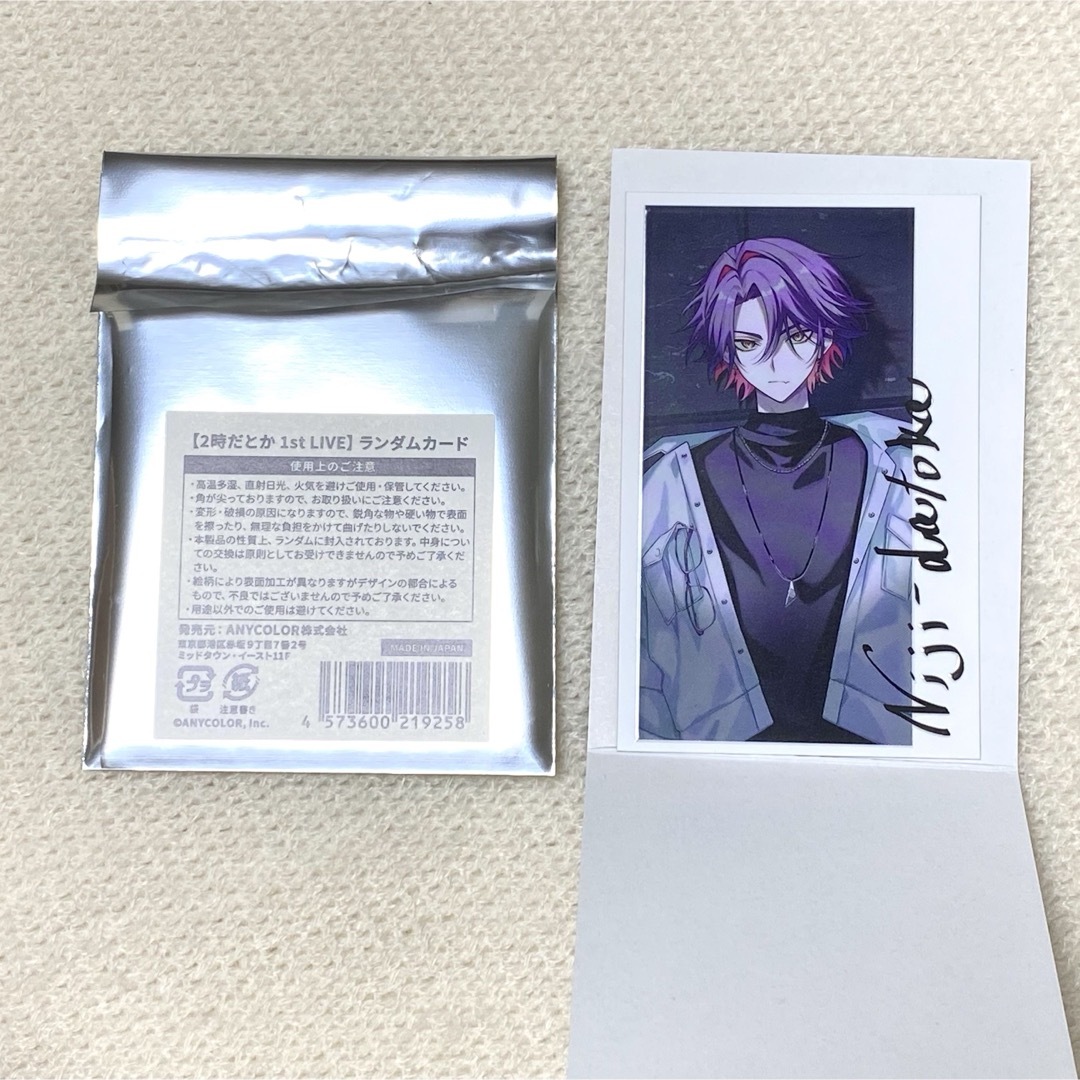 【2時だとか 1st LIVE】ランダムカード
使用上のご注意
・高温多湿、直射日光、火気を避けご使用・保管してください。
・角が尖っておりますので、お取り扱いにご注意ください。
・変形・破損の原因になりますので、鋭角な物や硬い物で表面
を擦ったり、無理な負担をかけて曲げたりしないでください。
・本製品の性質上、ランダムに封入されております。中身につい
ての交換は原則としてお受けできませんので予めご了承くだ
さい。
・絵柄により表面加工が異なりますがデザインの都合による
もので、不良ではございませんので予めご了承ください。
・用途以外でのご使用は避けてください。
発売元：ANYCOLOR株式会社
東京都港区赤坂9丁目7番2号
ミッドタウン・イースト11F
MADE IN JAPAN
プラ
紙
袋 注意書き
©ANYCOLOR, Inc.
4 573600 219258
Niji-datoka